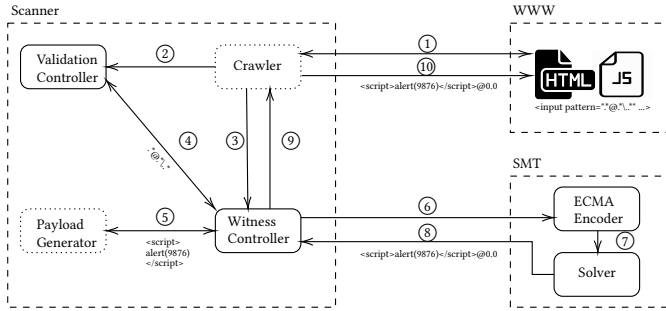 Scanner
WWW
Validation
Controller
2
Crawler
1
10
<script>alert(9876)</script>@0.0
HTML
JS
<input pattern=".*@.*\..*" ...>
4
.*@.*\..*
3
9
SMT
Payload
Generator
5
<script>
alert(9876)
</script>
Witness
Controller
6
8
<script>alert(9876)</script>@0.0
ECMA
Encoder
7
Solver